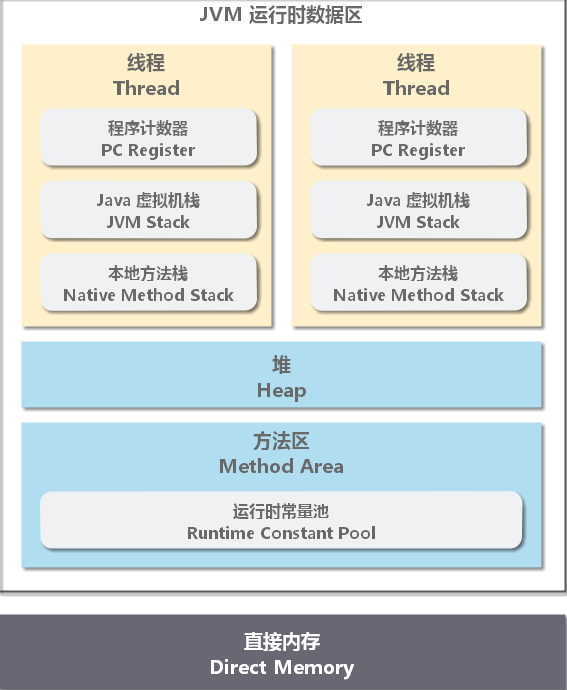 JVM 运行时数据区
线程
Thread
程序计数器
PC Register
Java 虚拟机栈
JVM Stack
本地方法栈
Native Method Stack
线程
Thread
程序计数器
PC Register
Java 虚拟机栈
JVM Stack
本地方法栈
Native Method Stack
堆
Heap
方法区
Method Area
运行时常量池
Runtime Constant Pool
直接内存
Direct Memory